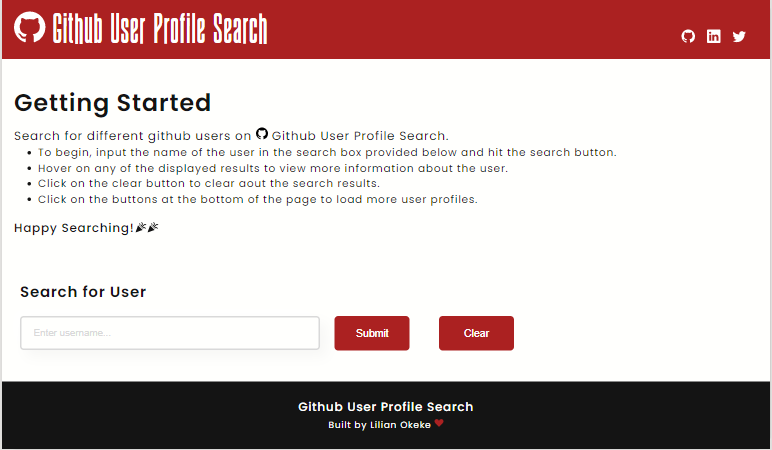 Github User Profile Search
Getting Started
Search for different github users on Github User Profile Search.
To begin, input the name of the user in the search box provided below and hit the search button.
Hover on any of the displayed results to view more information about the user.
Click on the clear button to clear aout the search results.
Click on the buttons at the bottom of the page to load more user profiles.
Happy Searching!🎉🎉
Search for User
Enter username...
Submit
Clear
Github User Profile Search
Built by Lilian Okeke ❤